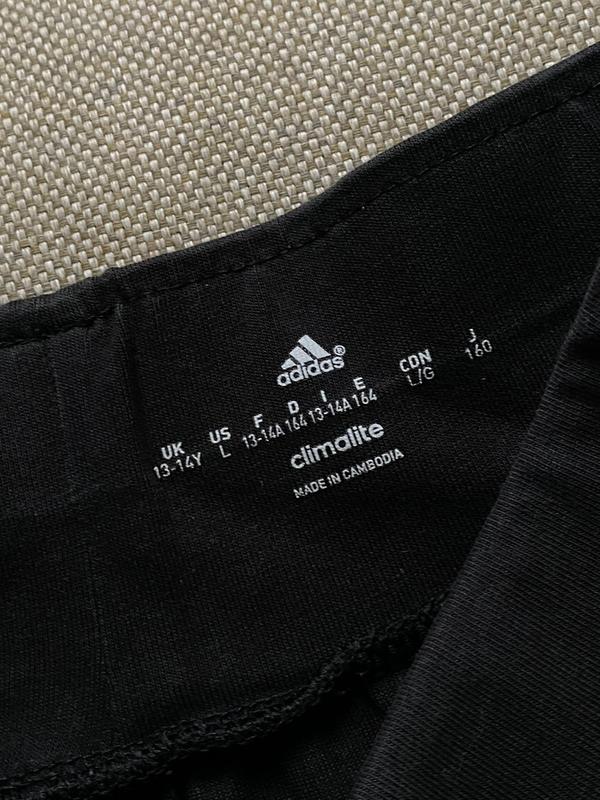 adidas®
UK US F D I E CDN J
13-14Y L 13-14A 164 13-14A 164 L/G 160
climalite
MADE IN CAMBODIA